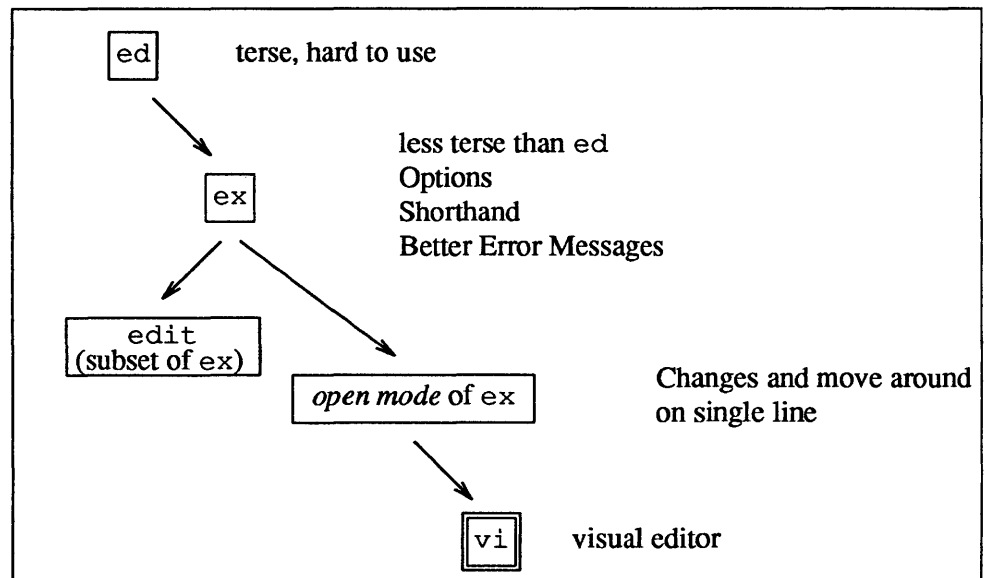 ed terse, hard to use
less terse than ed
Options
ex Shorthand
Better Error Messages
edit
(subset of ex)
open mode of ex
Changes and move around
on single line
vi visual editor